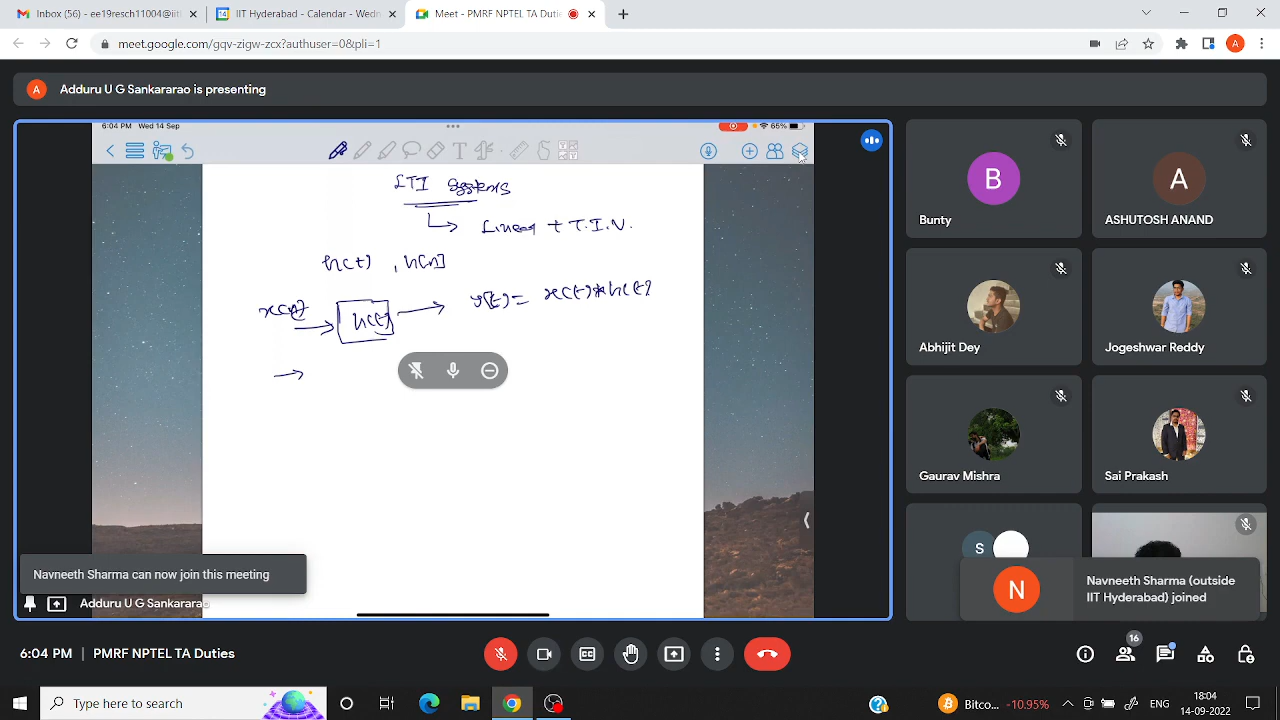 Inbox (56) - ee19resch11004@iit
IIT Hyderabad - Calendar - Wedn
Meet - PMRF NPTEL TA Duties
meet.google.com/gqv-zigw-zcx?authuser=0&pli=1
A
A
Adduru U G Sankararao is presenting
6:04 PM Wed 14 Sep
65%
T
LTI Systems
Linear + T.I.N.
h(t) , h[n]
x(t)
h(t)
y(t) = x(t)*h(t)
B
Bunty
A
ASHUTOSH ANAND
Abhijit Dey
Jogeshwar Reddy
Gaurav Mishra
Sai Prakash
S
N
Navneeth Sharma (outside
IIT Hyderabad) joined
Navneeth Sharma can now join this meeting
Adduru U G Sankararao
6:04 PM | PMRF NPTEL TA Duties
16
Type here to search
Bitcoin -10.95%
ENG
18:04
14-09-2022